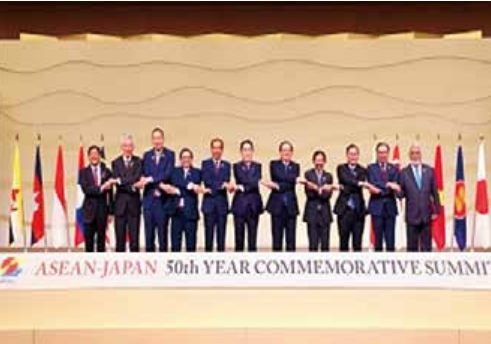 ASEAN-JAPAN 50th YEAR COMMEMORATIVE SUMMIT